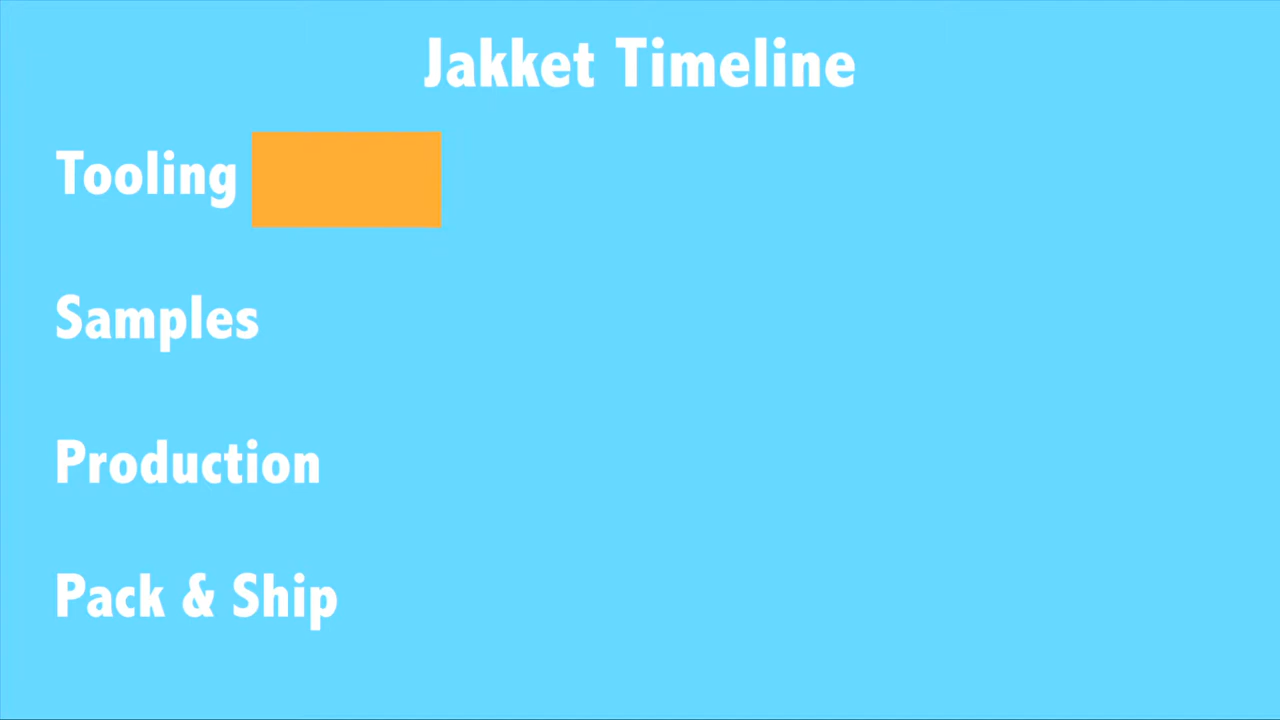 Jakket Timeline
Tooling
Samples
Production
Pack & Ship